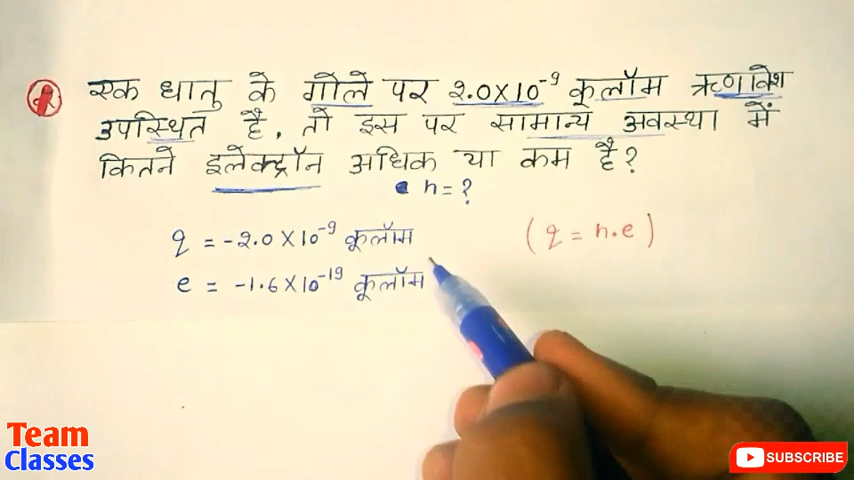 एक धातु के गोले पर 2.0×10⁻⁹ कूलॉम ऋणावेश
उपस्थित है, तो इस पर सामान्य अवस्था में
कितने इलेक्ट्रॉन अधिक या कम है?
n = ?
q = -2.0×10⁻⁹ कूलॉम
(q = n.e)
e = -1.6×10⁻¹⁹ कूलॉम
Team
Classes
SUBSCRIBE